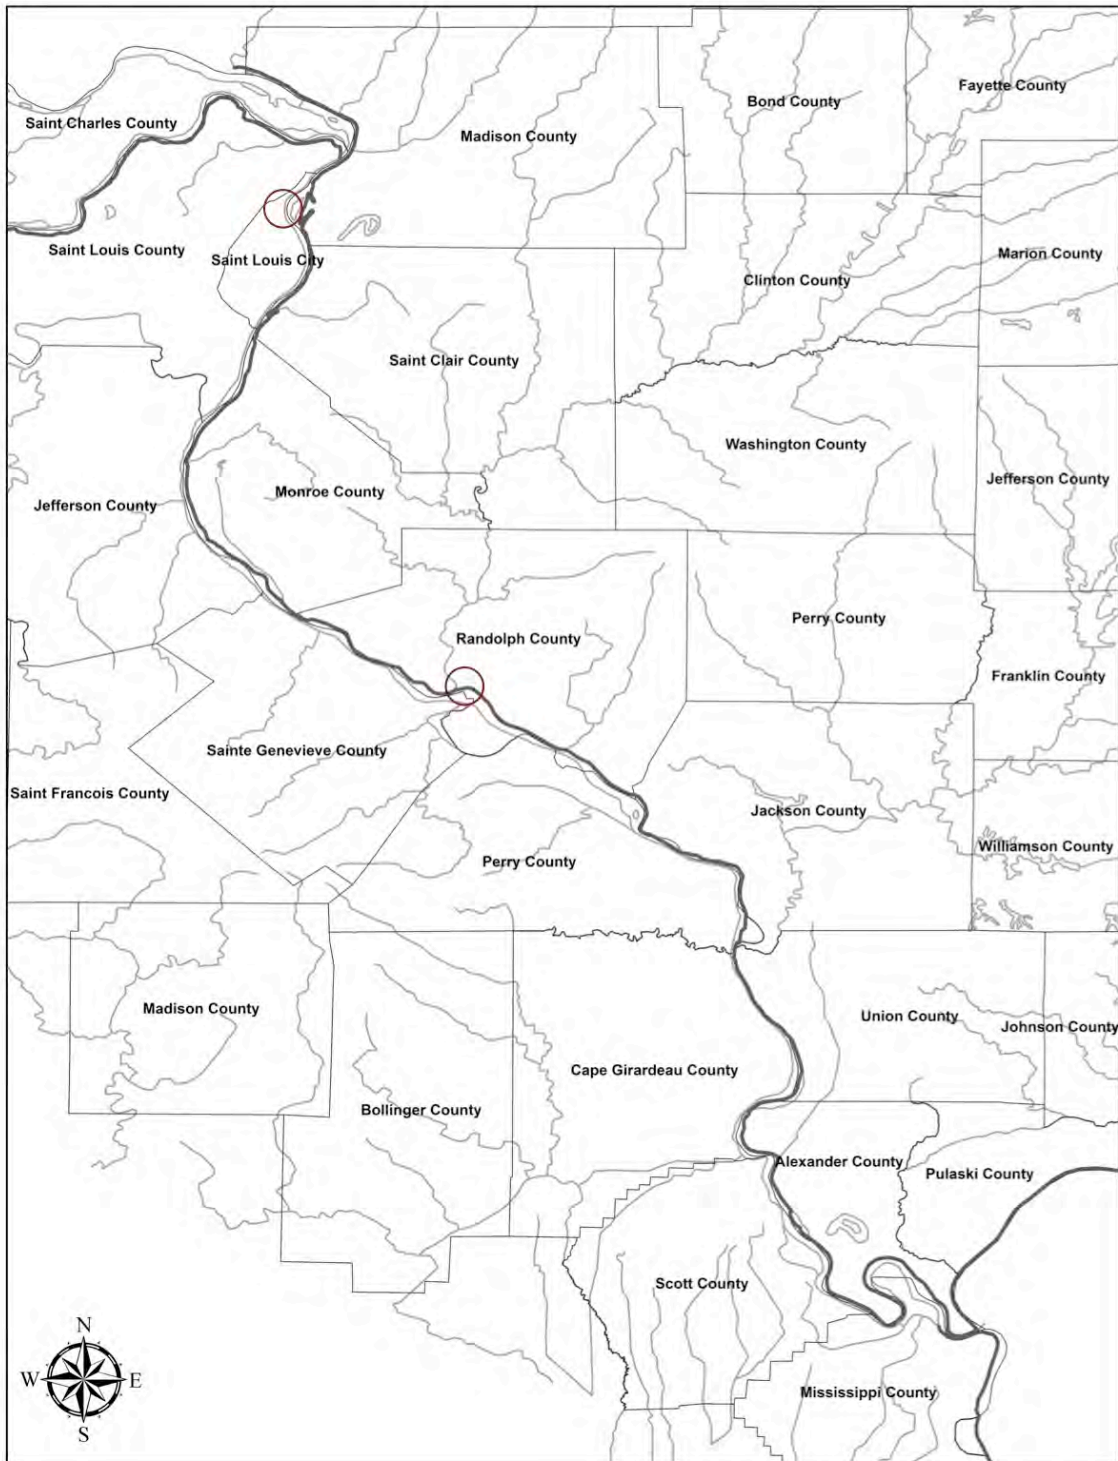 Fayette County
Bond County
Saint Charles County
Madison County
Saint Louis County
Saint Louis City
Marion County
Clinton County
Saint Clair County
Washington County
Jefferson County
Monroe County
Jefferson County
Randolph County
Perry County
Franklin County
Sainte Genevieve County
Saint Francois County
Jackson County
Williamson County
Perry County
Madison County
Union County
Johnson County
Cape Girardeau County
Bollinger County
Alexander County
Pulaski County
Scott County
Mississippi County
N
W E
S